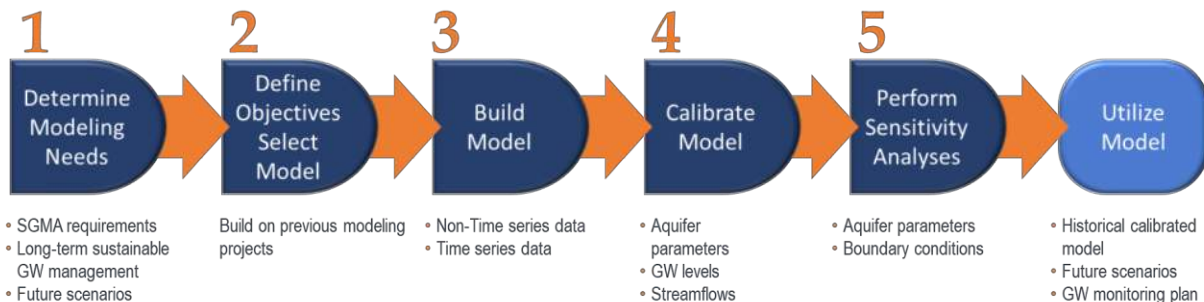 1
Determine
Modeling
Needs
• SGMA requirements
• Long-term sustainable
GW management
• Future scenarios
2
Define
Objectives
Select
Model
Build on previous modeling
projects
3
Build
Model
• Non-Time series data
• Time series data
4
Calibrate
Model
• Aquifer
parameters
• GW levels
• Streamflows
5
Perform
Sensitivity
Analyses
• Aquifer parameters
• Boundary conditions
Utilize
Model
• Historical calibrated
model
• Future scenarios
• GW monitoring plan